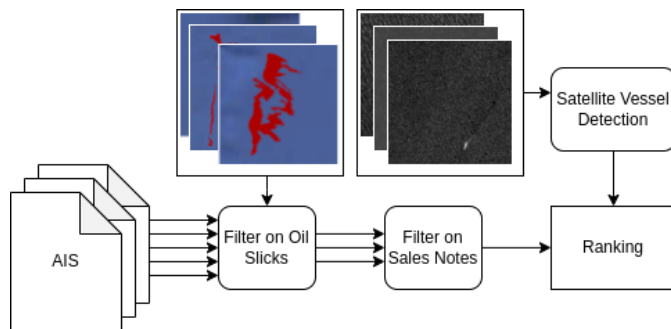 Satellite Vessel
Detection
AIS
Filter on Oil
Slicks
Filter on
Sales Notes
Ranking